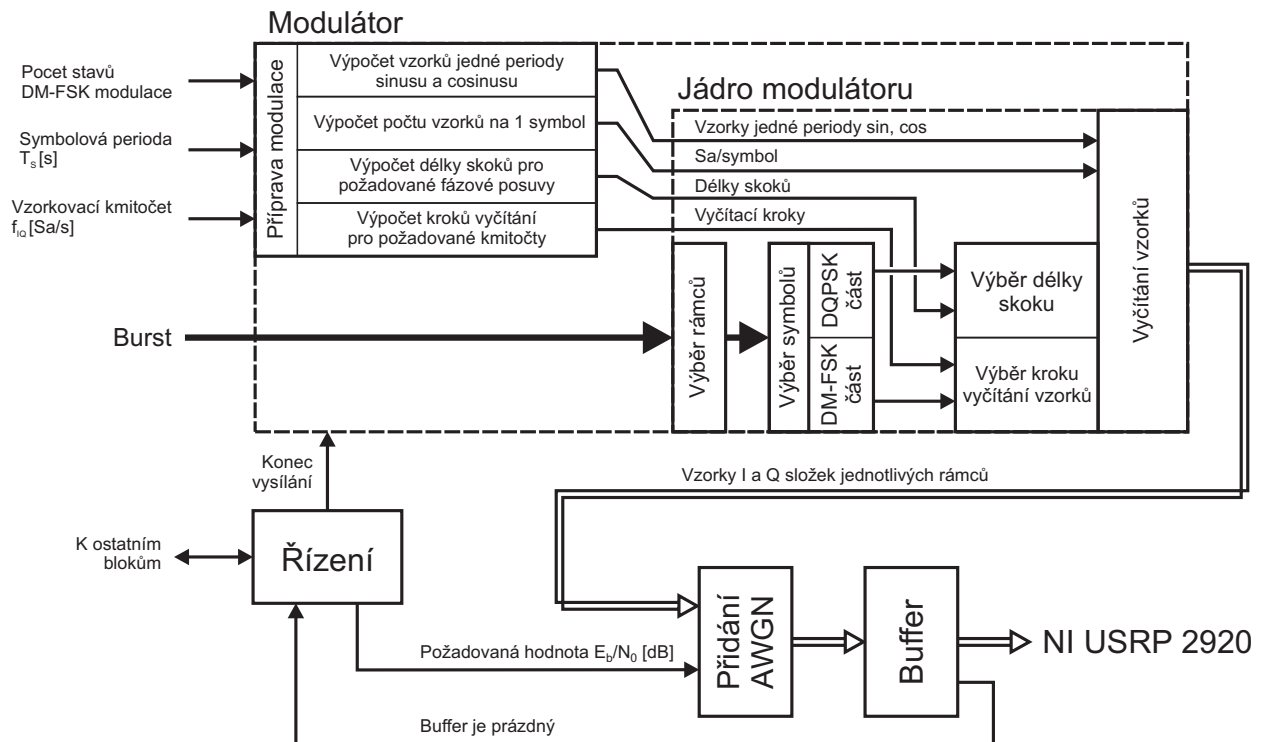 Modulátor
Pocet stavů
DM-FSK modulace
Symbolová perioda
Ts [s]
Vzorkovací kmitočet
fIQ [Sa/s]
Příprava modulace
Výpočet vzorků jedné periody
sinusu a cosinusu
Výpočet počtu vzorků na 1 symbol
Výpočet délky skoků pro
požadované fázové posuvy
Výpočet kroků vyčítání
pro požadované kmitočty
Jádro modulátoru
Vzorky jedné periody sin, cos
Sa/symbol
Délky skoků
Vyčítací kroky
Burst
Výběr rámců
Výběr symbolů
DQPSK
část
DM-FSK
část
Výběr délky
skoku
Výběr kroku
vyčítání vzorků
Vyčítání vzorků
Konec
vysílání
Vzorky I a Q složek jednotlivých rámců
K ostatním
blokům
Řízení
Požadovaná hodnota Eb/N0 [dB]
Přidání
AWGN
Buffer
NI USRP 2920
Buffer je prázdný